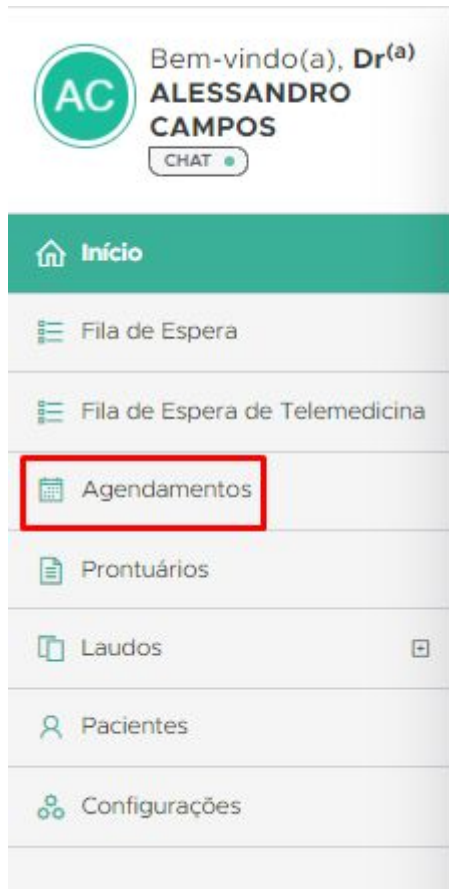 AC
Bem-vindo(a), Dr(a)
ALESSANDRO
CAMPOS
CHAT
Início
Fila de Espera
Fila de Espera de Telemedicina
Agendamentos
Prontuários
Laudos
Pacientes
Configurações